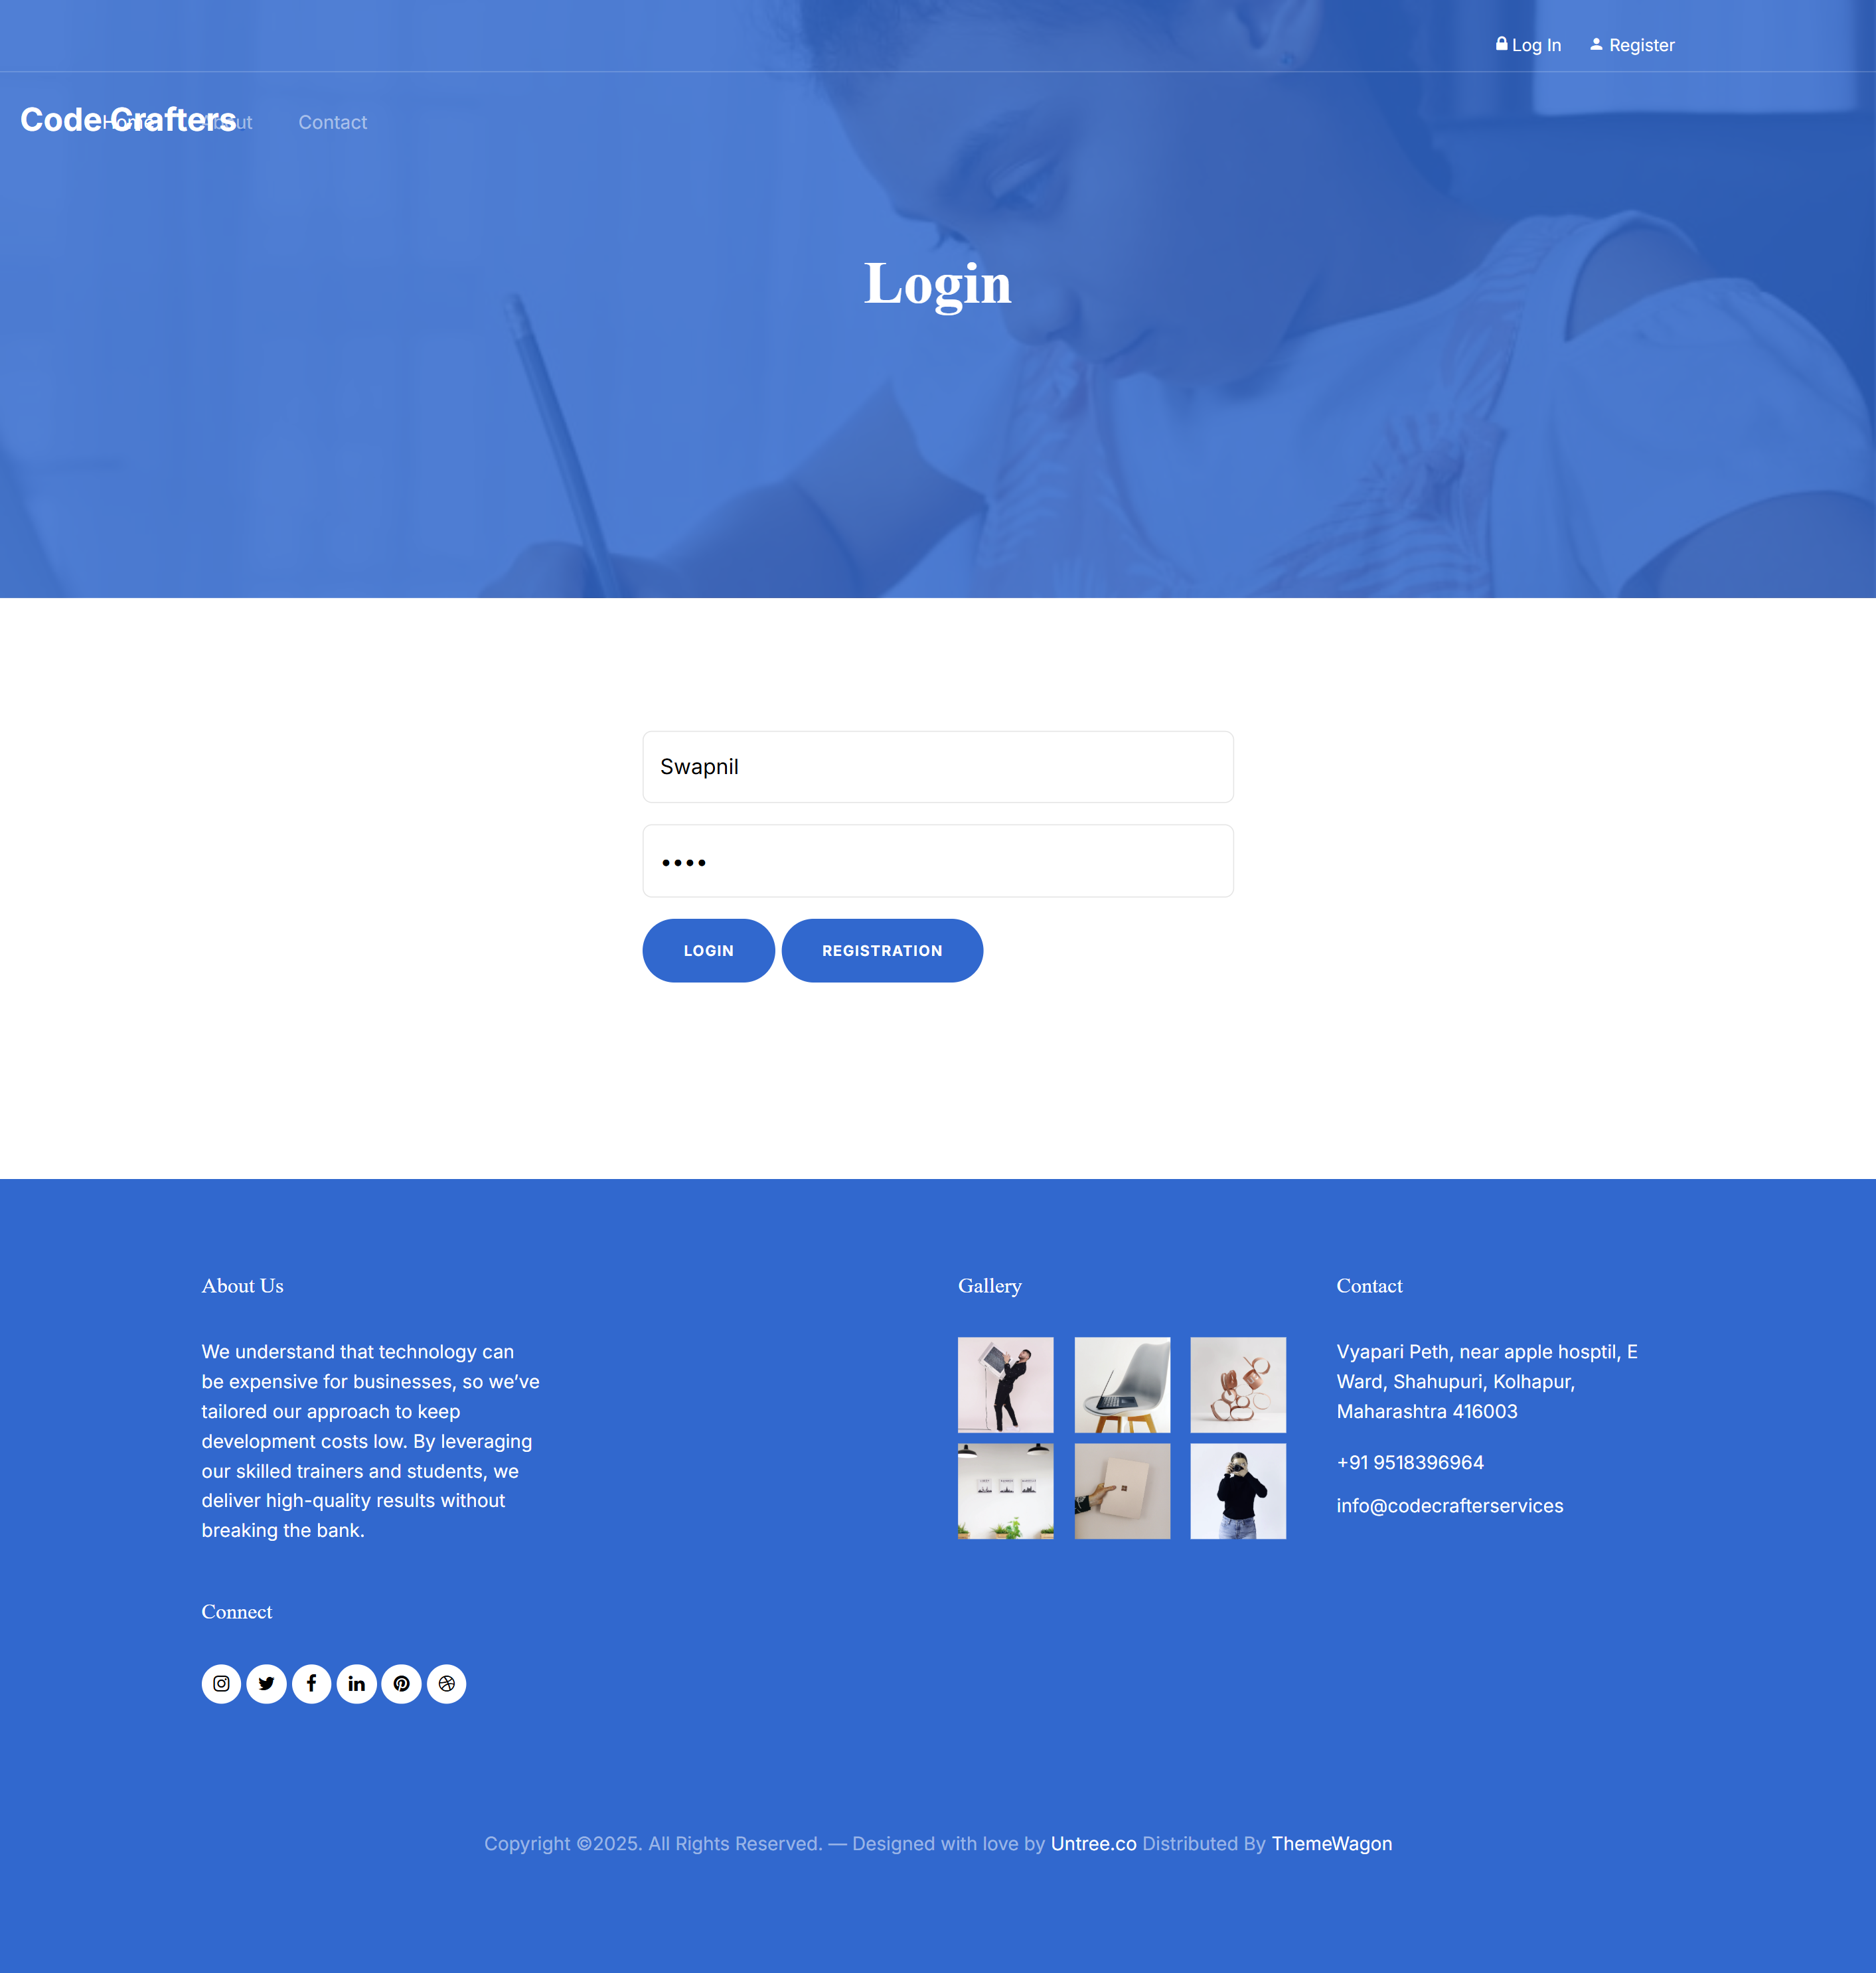 Log In Register
Code Crafters
Home About Contact
Login
Swapnil
••••
LOGIN REGISTRATION
About Us
We understand that technology can
be expensive for businesses, so we’ve
tailored our approach to keep
development costs low. By leveraging
our skilled trainers and students, we
deliver high-quality results without
breaking the bank.
Connect
Gallery
Contact
Vyapari Peth, near apple hosptil, E
Ward, Shahupuri, Kolhapur,
Maharashtra 416003
+91 9518396964
info@codecrafterservices
Copyright ©2025. All Rights Reserved. — Designed with love by Untree.co Distributed By ThemeWagon